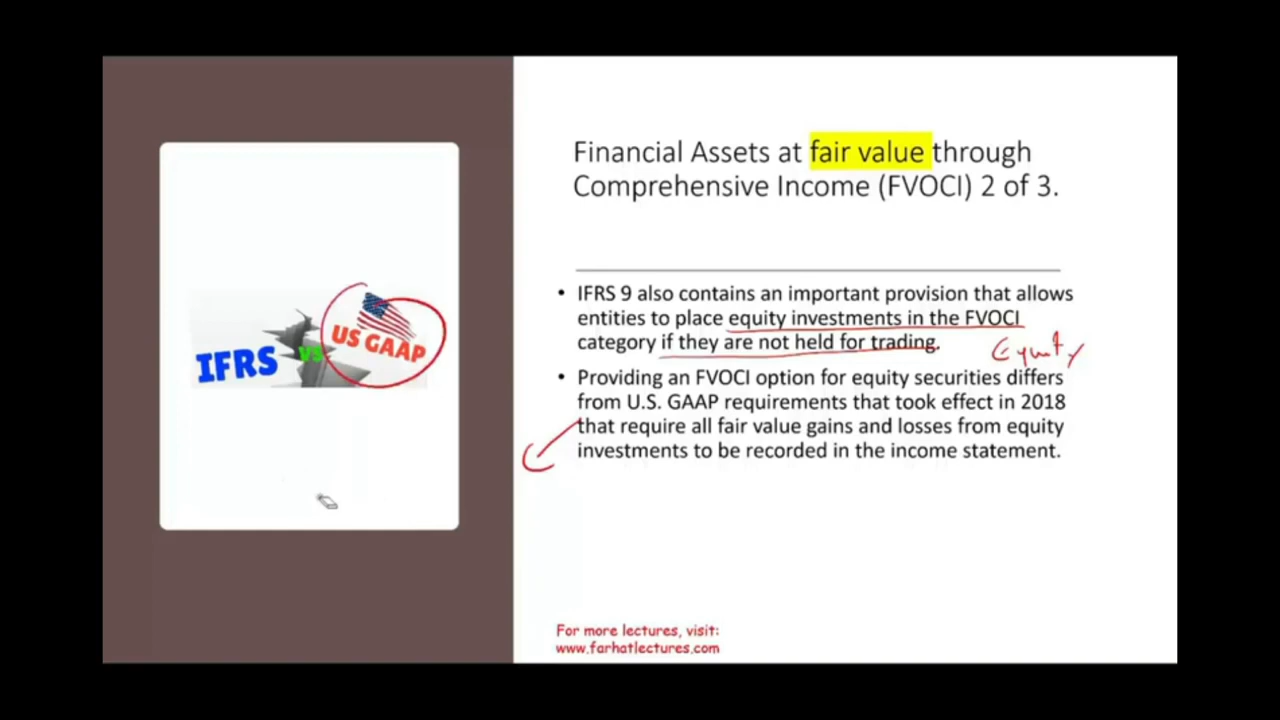 Financial Assets at fair value through
Comprehensive Income (FVOCI) 2 of 3.
IFRS VS US GAAP
• IFRS 9 also contains an important provision that allows
entities to place equity investments in the FVOCI
category if they are not held for trading.
Equity
• Providing an FVOCI option for equity securities differs
from U.S. GAAP requirements that took effect in 2018
that require all fair value gains and losses from equity
investments to be recorded in the income statement.
For more lectures, visit:
www.farhatlectures.com